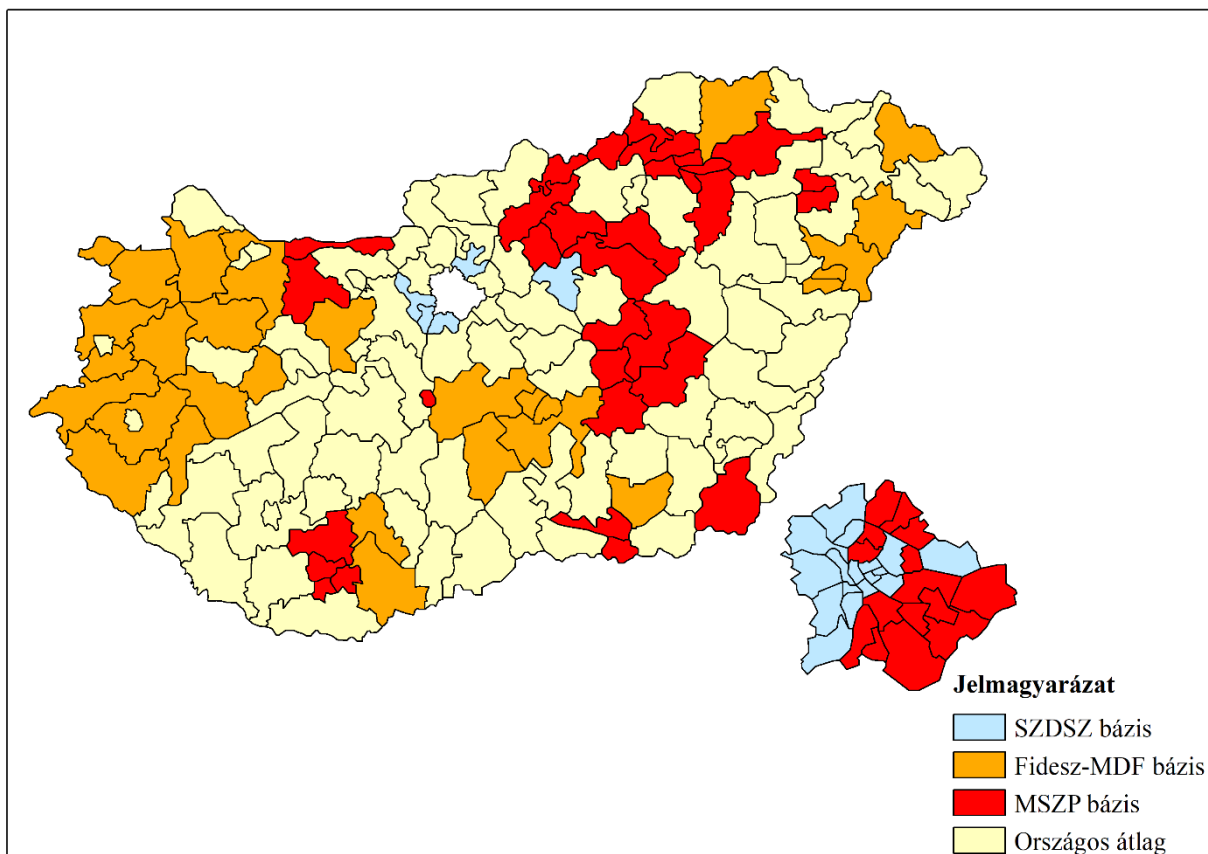 Jelmagyarázat
SZDSZ bázis
Fidesz-MDF bázis
MSZP bázis
Országos átlag